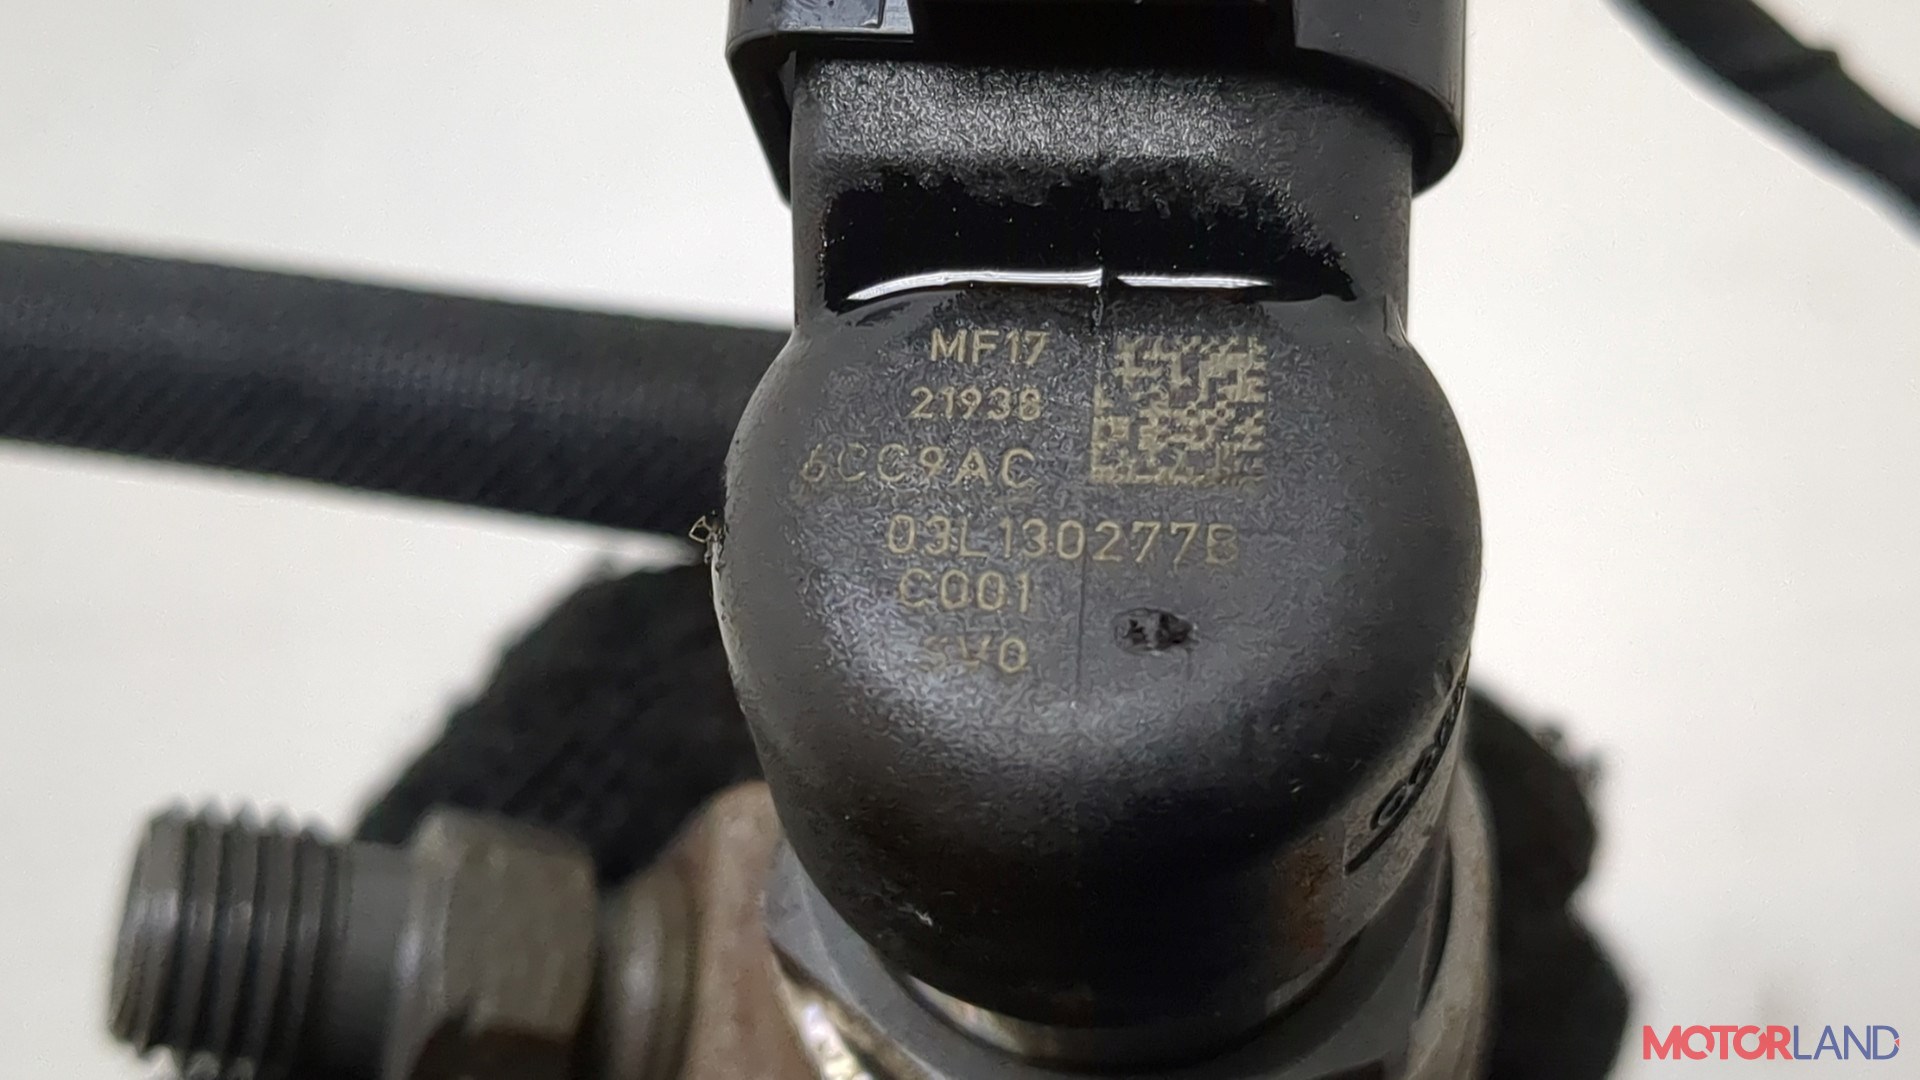 MF17
21938
6CC9AC
03L130277B
C001
MOTORLAND